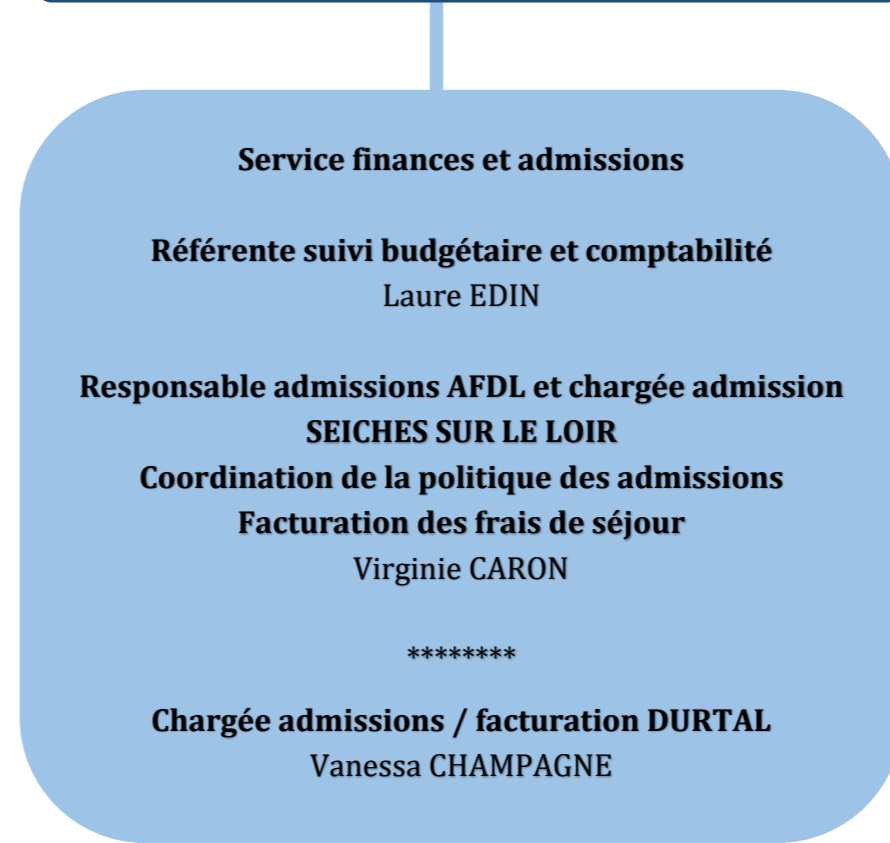 Service finances et admissions
Référente suivi budgétaire et comptabilité
Laure EDIN
Responsable admissions AFDL et chargée admission
SEICHES SUR LE LOIR
Coordination de la politique des admissions
Facturation des frais de séjour
Virginie CARON
********
Chargée admissions / facturation DURTAL
Vanessa CHAMPAGNE